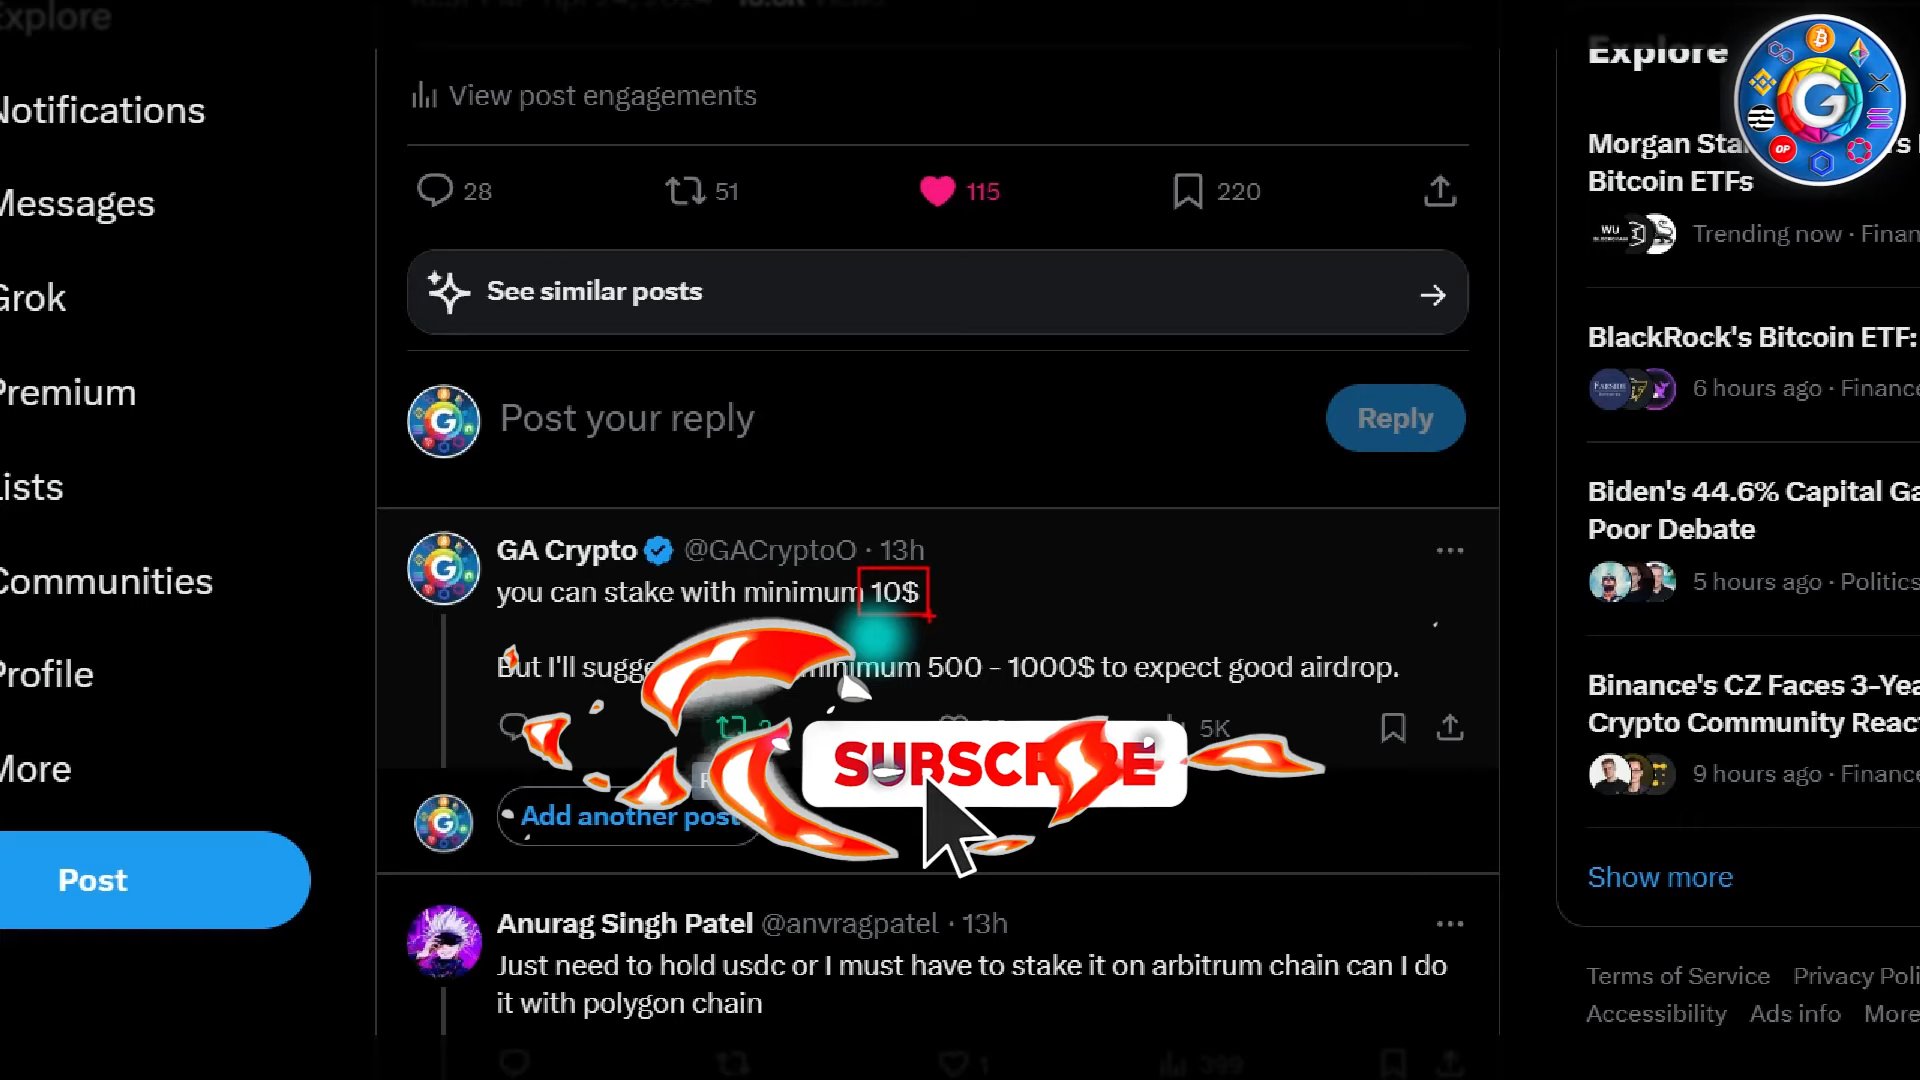 Explore
View post engagements
28 51 115 220
See similar posts
Post your reply
Reply
GA Crypto @GACryptoO · 13h
you can stake with minimum 10$
minimum 500 - 1000$ to expect good airdrop.
5K
Add another post
SUBSCRIBE
Anurag Singh Patel @anvragpatel · 13h
Just need to hold usdc or I must have to stake it on arbitrum chain can I do
it with polygon chain
1 399
Notifications
Messages
Grok
Premium
Lists
Communities
Profile
More
Post
Explore
Morgan
Bitcoin ETFs
WU
Trending now · Finan
BlackRock's Bitcoin ETF:
6 hours ago · Finance
Biden's 44.6% Capital Ga
Poor Debate
5 hours ago · Politics
Binance's CZ Faces 3-Yea
Crypto Community React
9 hours ago · Finance
Show more
Terms of Service Privacy Poli
Accessibility Ads info More
G
OP